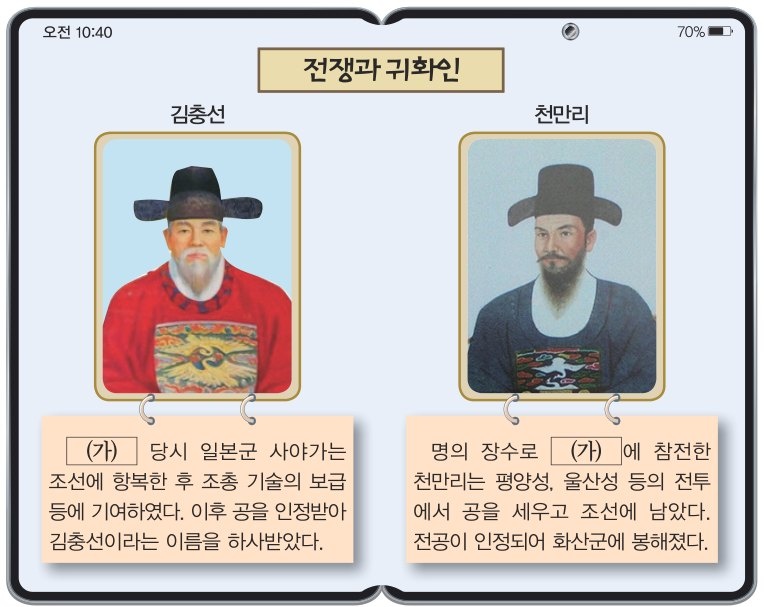 오전 10:40
70%
전쟁과 귀화인
김충선
천만리
(가) 당시 일본군 사야가는
조선에 항복한 후 조총 기술의 보급
등에 기여하였다. 이후 공을 인정받아
김충선이라는 이름을 하사받았다.
명의 장수로 (가)에 참전한
천만리는 평양성, 울산성 등의 전투
에서 공을 세우고 조선에 남았다.
전공이 인정되어 화산군에 봉해졌다.